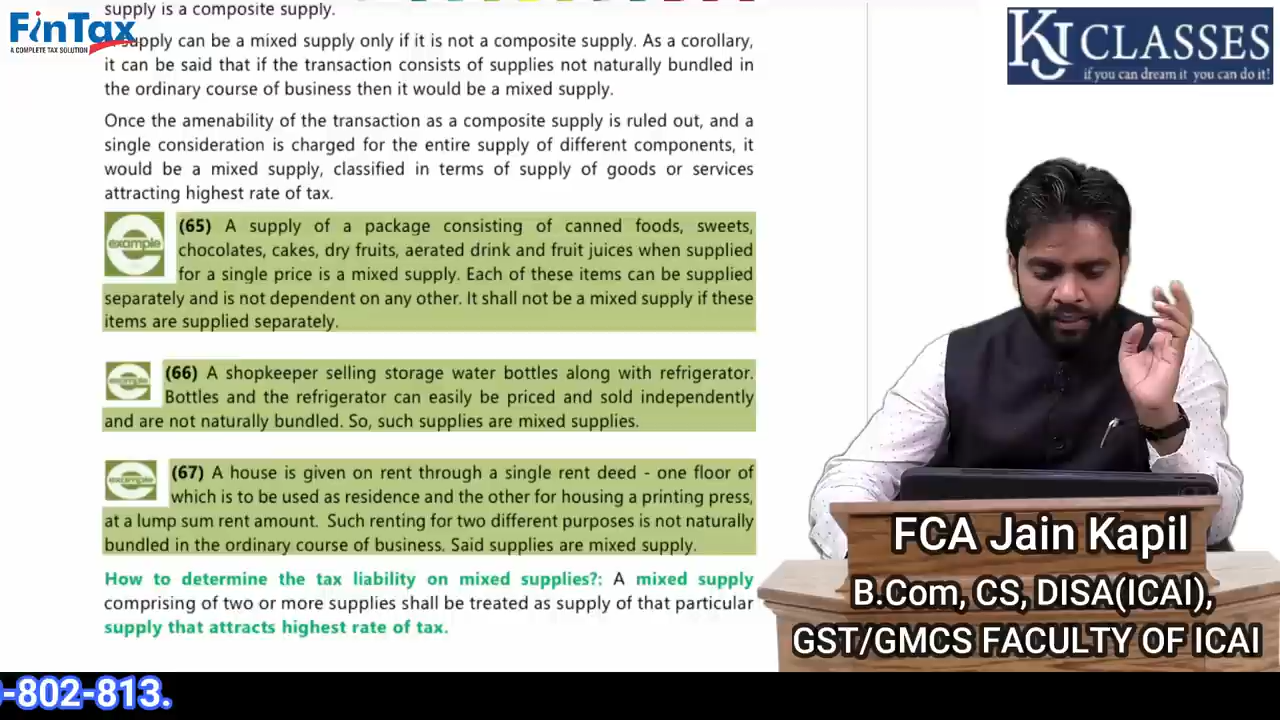 supply is a composite supply.
FinTax
A COMPLETE TAX SOLUTION
supply can be a mixed supply only if it is not a composite supply. As a corollary,
it can be said that if the transaction consists of supplies not naturally bundled in
the ordinary course of business then it would be a mixed supply.
Once the amenability of the transaction as a composite supply is ruled out, and a
single consideration is charged for the entire supply of different components, it
would be a mixed supply, classified in terms of supply of goods or services
attracting highest rate of tax.
example
(65) A supply of a package consisting of canned foods, sweets,
chocolates, cakes, dry fruits, aerated drink and fruit juices when supplied
for a single price is a mixed supply. Each of these items can be supplied
separately and is not dependent on any other. It shall not be a mixed supply if these
items are supplied separately.
example
(66) A shopkeeper selling storage water bottles along with refrigerator.
Bottles and the refrigerator can easily be priced and sold independently
and are not naturally bundled. So, such supplies are mixed supplies.
example
(67) A house is given on rent through a single rent deed - one floor of
which is to be used as residence and the other for housing a printing press,
at a lump sum rent amount. Such renting for two different purposes is not naturally
bundled in the ordinary course of business. Said supplies are mixed supply.
How to determine the tax liability on mixed supplies?: A mixed supply
comprising of two or more supplies shall be treated as supply of that particular
supply that attracts highest rate of tax.
KJ CLASSES
if you can dream it you can do it!
FCA Jain Kapil
B.Com, CS, DISA(ICAI),
GST/GMCS FACULTY OF ICAI
-802-813.